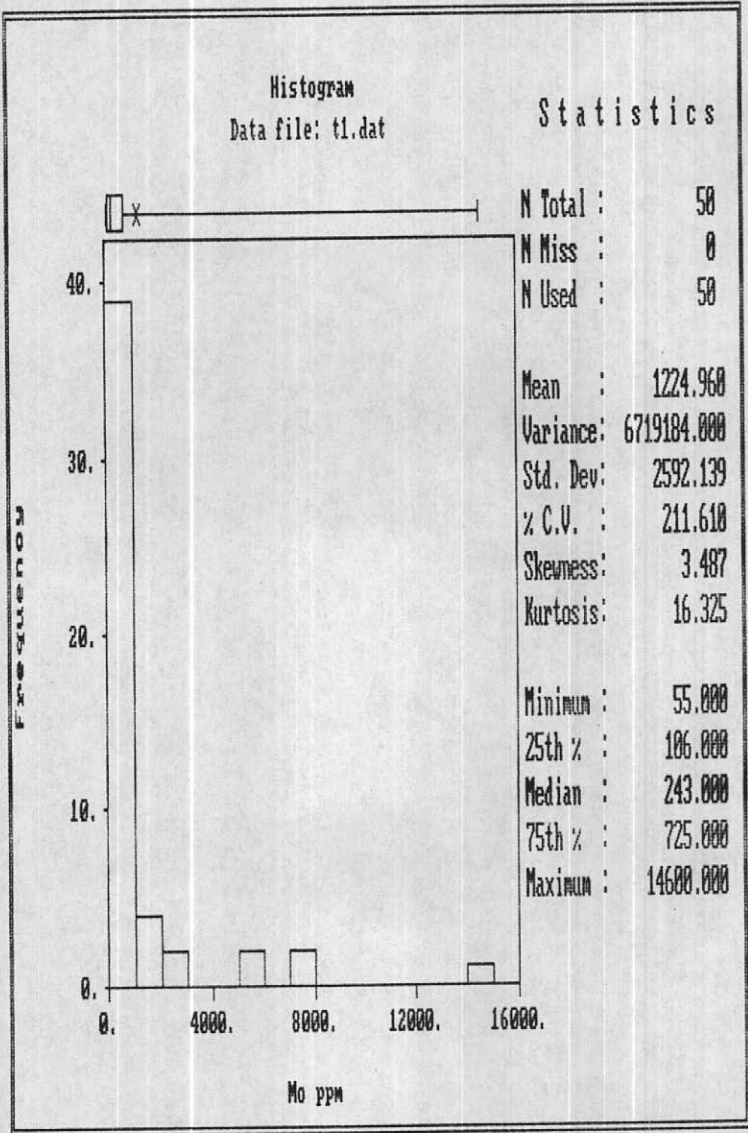 Histogram
Data file: t1.dat
Statistics
N Total : 50
N Miss : 0
N Used : 50
Mean : 1224.960
Variance: 6719184.000
Std. Dev: 2592.139
% C.V. : 211.610
Skewness: 3.487
Kurtosis: 16.325
Minimum : 55.000
25th % : 106.000
Median : 243.000
75th % : 725.000
Maximum : 14600.000
Frequency
40.
30.
20.
10.
0.
0. 4000. 8000. 12000. 16000.
Mo ppm